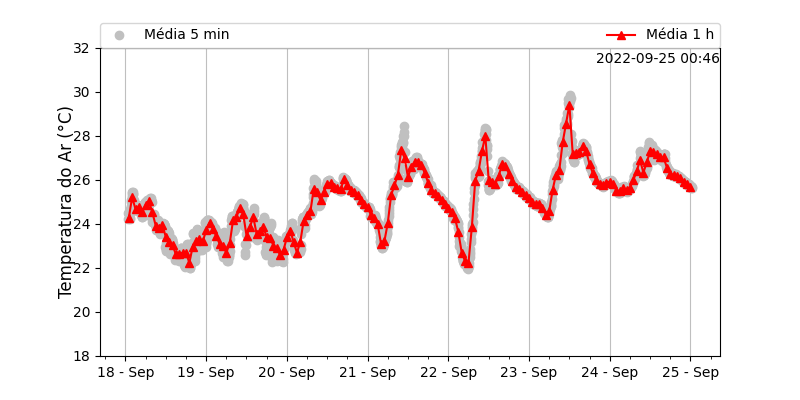 Média 5 min
Média 1 h
2022-09-25 00:46
Temperatura do Ar (°C)
32
30
28
26
24
22
20
18
18 - Sep
19 - Sep
20 - Sep
21 - Sep
22 - Sep
23 - Sep
24 - Sep
25 - Sep